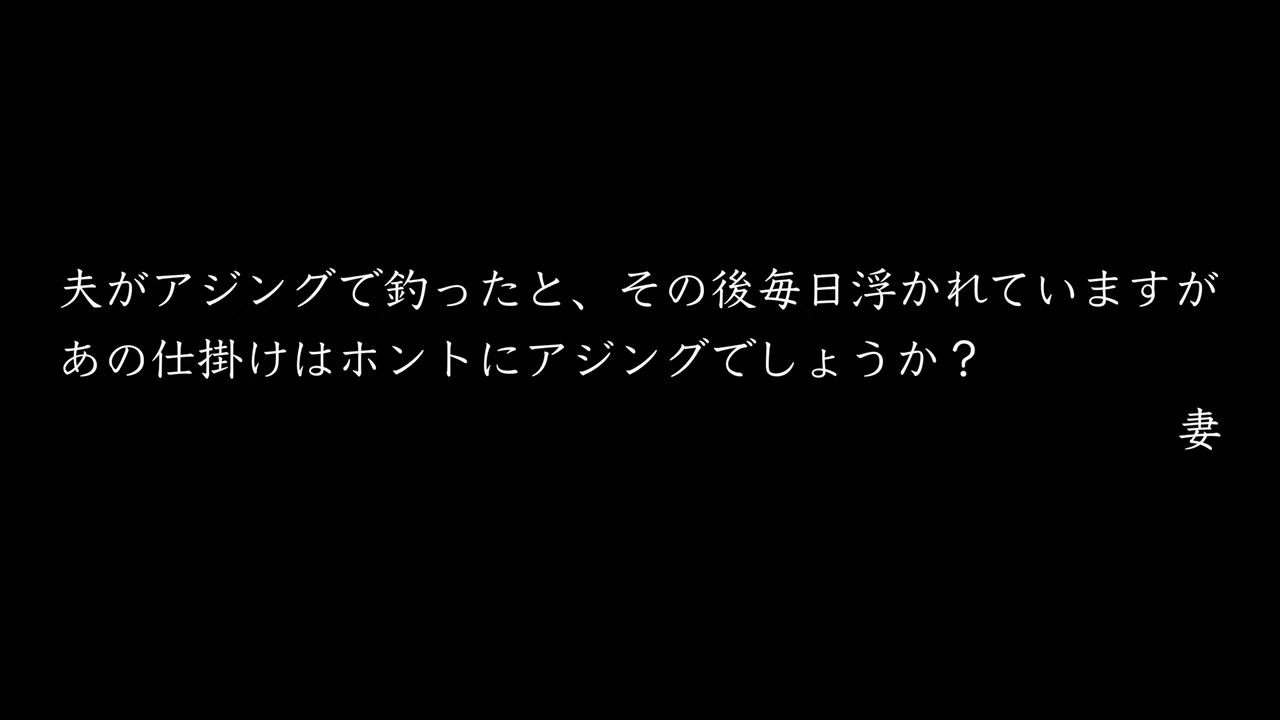 夫がアジングで釣ったと、その後毎日浮かれていますが
あの仕掛けはホントにアジングでしょうか？
妻